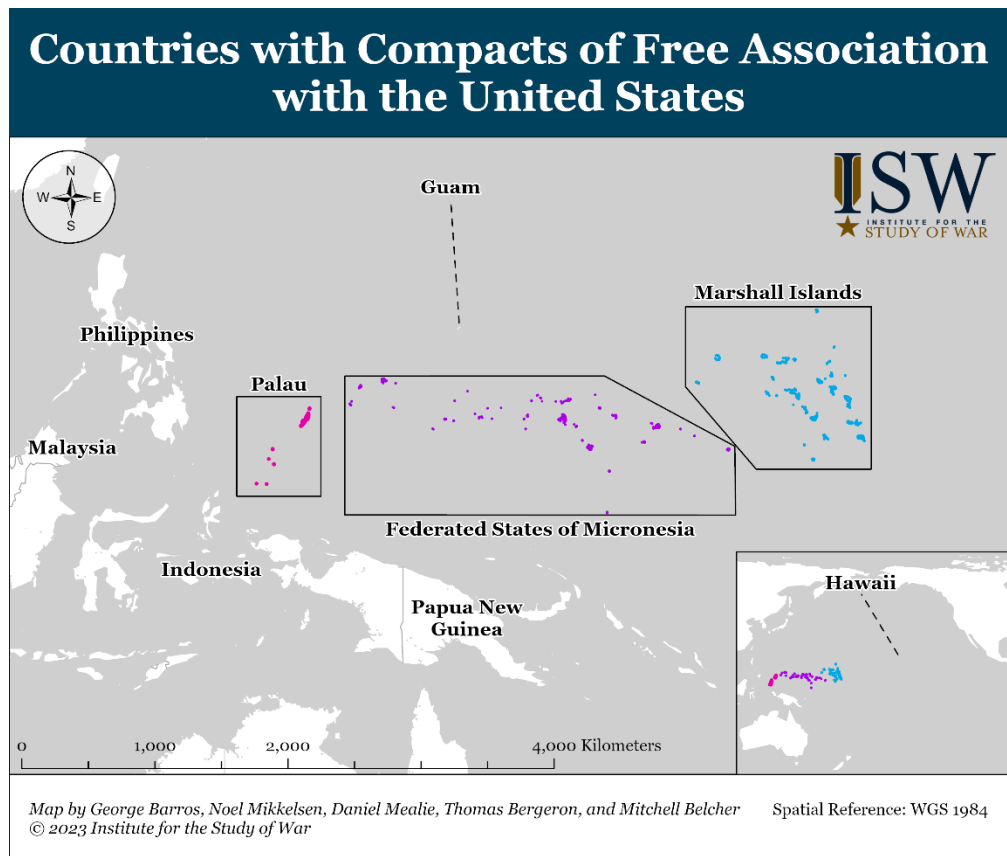 Countries with Compacts of Free Association
with the United States
N
W E
S
Guam
ISW
INSTITUTE FOR THE
STUDY OF WAR
Marshall Islands
Philippines
Palau
Malaysia
Federated States of Micronesia
Indonesia
Hawaii
Papua New
Guinea
0 1,000 2,000 4,000 Kilometers
Map by George Barros, Noel Mikkelsen, Daniel Mealie, Thomas Bergeron, and Mitchell Belcher
© 2023 Institute for the Study of War
Spatial Reference: WGS 1984